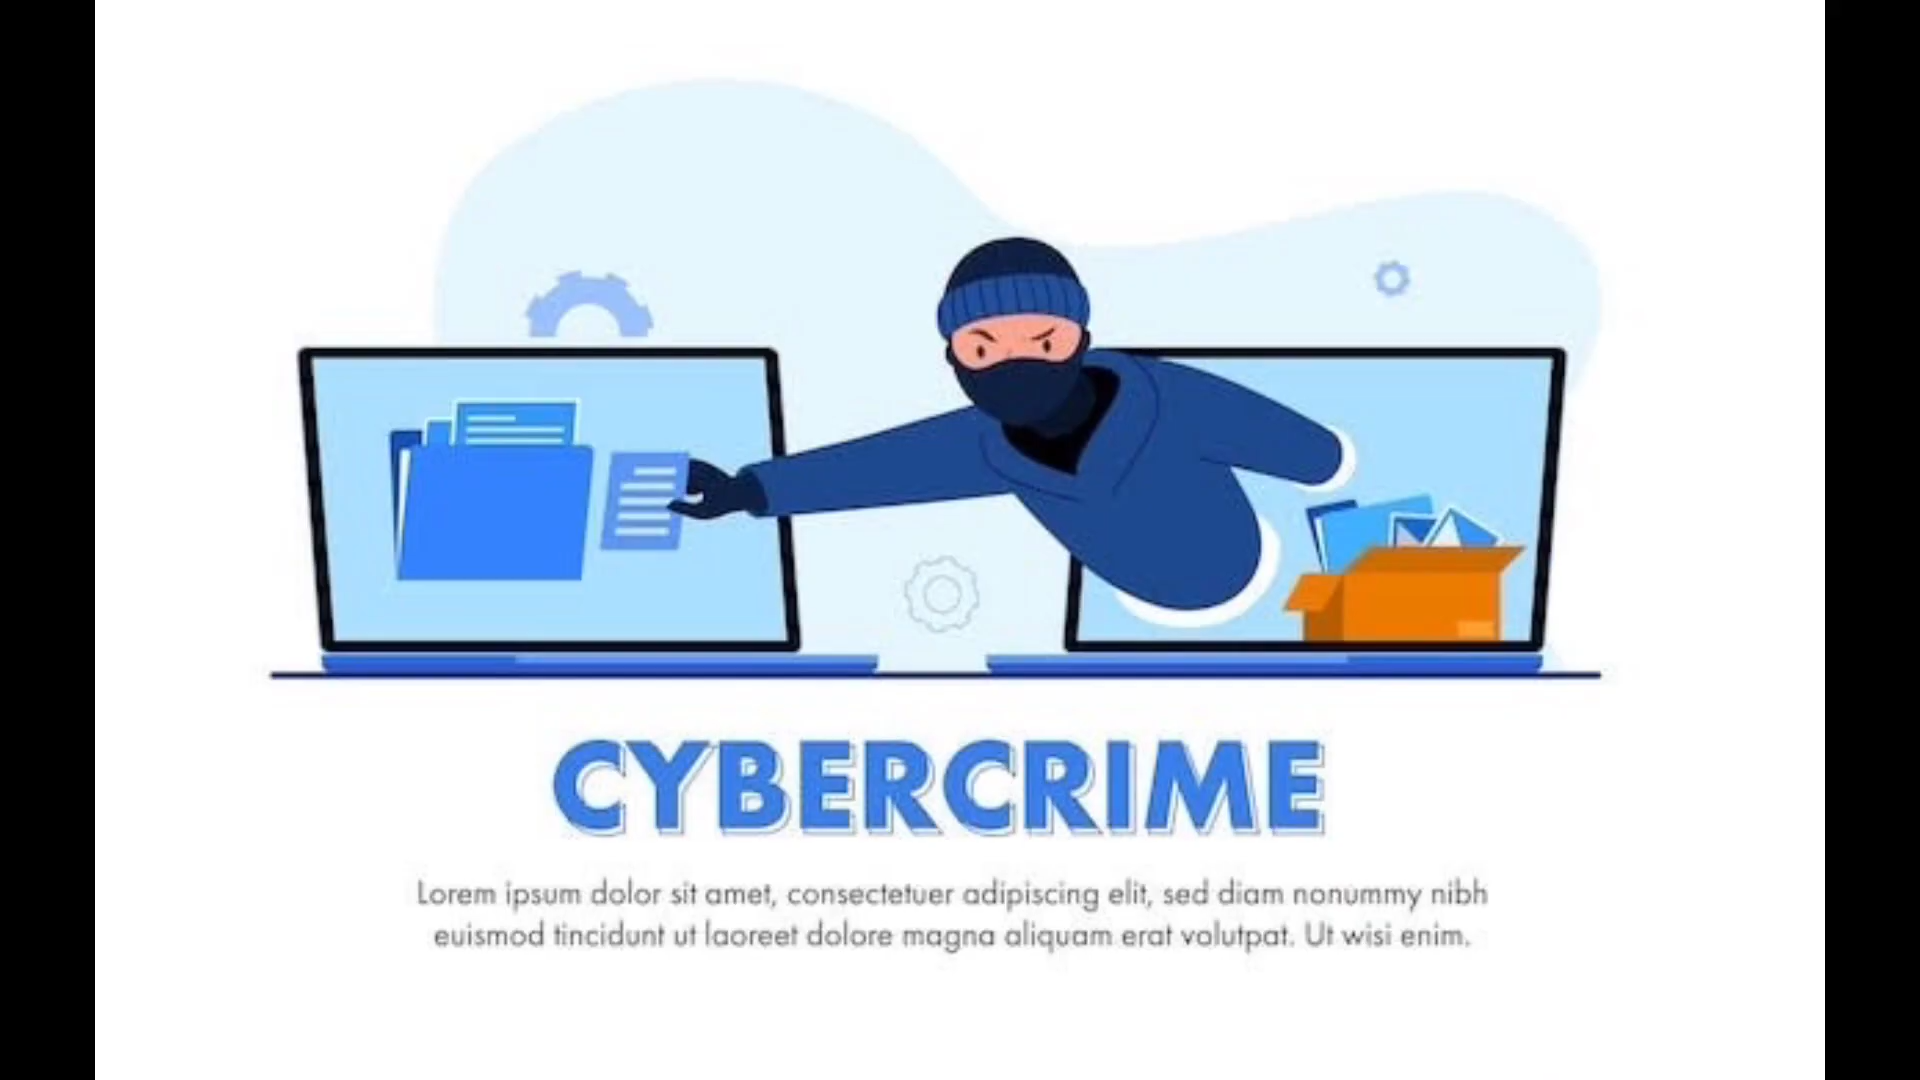 CYBERCRIME
Lorem ipsum dolor sit amet, consectetuer adipiscing elit, sed diam nonummy nibh
euismod tincidunt ut laoreet dolore magna aliquam erat volutpat. Ut wisi enim.